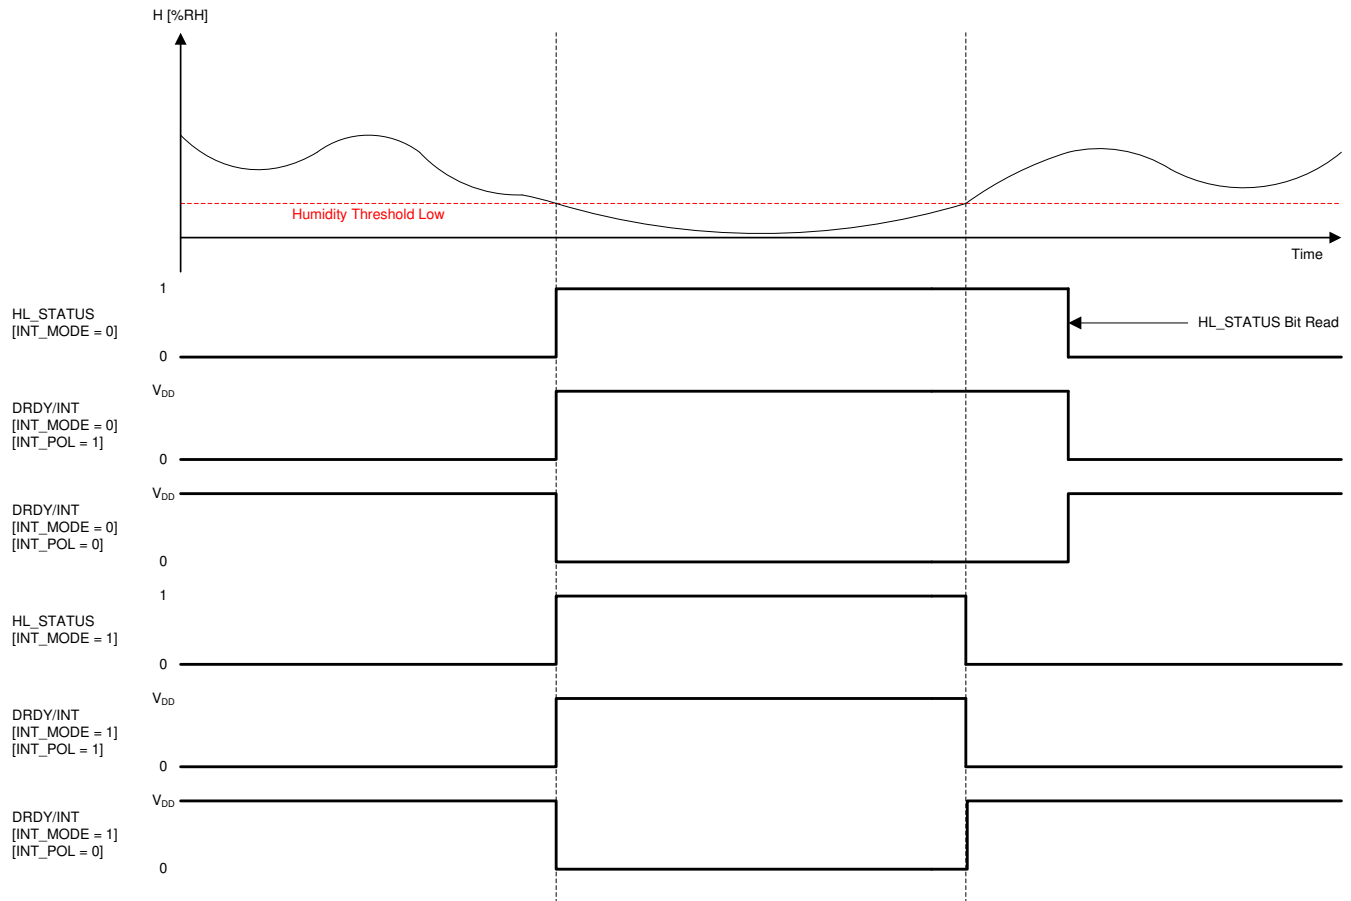 H [%RH]
Humidity Threshold Low
Time
1
HL_STATUS
[INT_MODE = 0]
HL_STATUS Bit Read
0
VDD
DRDY/INT
[INT_MODE = 0]
[INT_POL = 1]
0
VDD
DRDY/INT
[INT_MODE = 0]
[INT_POL = 0]
0
1
HL_STATUS
[INT_MODE = 1]
0
VDD
DRDY/INT
[INT_MODE = 1]
[INT_POL = 1]
0
VDD
DRDY/INT
[INT_MODE = 1]
[INT_POL = 0]
0